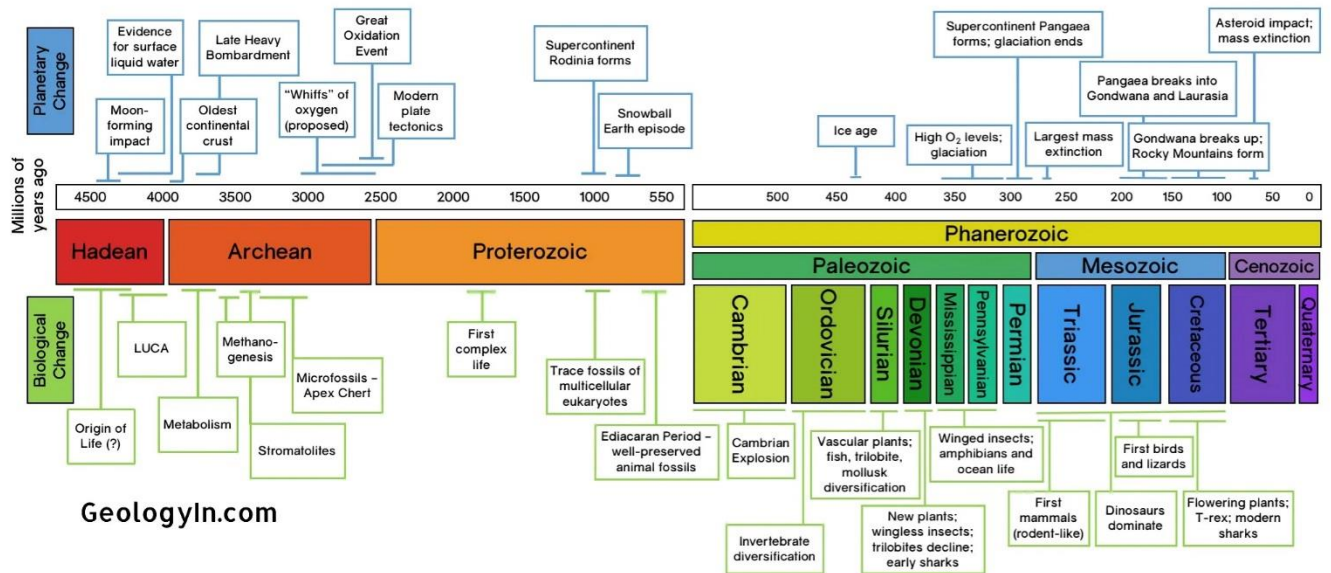 Planetary
Change
Evidence
for surface
liquid water
Late Heavy
Bombardment
Great
Oxidation
Event
Moon-
forming
impact
Oldest
continental
crust
"Whiffs" of
oxygen
(proposed)
Modern
plate
tectonics
Supercontinent
Rodinia forms
Snowball
Earth episode
Ice age
Supercontinent Pangaea
forms; glaciation ends
High O₂ levels;
glaciation
Largest mass
extinction
Asteroid impact;
mass extinction
Pangaea breaks into
Gondwana and Laurasia
Gondwana breaks up;
Rocky Mountains form
Millions of
years ago
4500 4000 3500 3000 2500 2000 1500 1000 550
500 450 400 350 300 250 200 150 100 50 0
Hadean
Archean
Proterozoic
Phanerozoic
Paleozoic
Mesozoic
Cenozoic
Cambrian
Ordovician
Silurian
Devonian
Mississippian
Pennsylvanian
Permian
Triassic
Jurassic
Cretaceous
Tertiary
Quaternary
Biological
Change
LUCA
Origin of
Life (?)
Metabolism
Methano-
genesis
Microfossils –
Apex Chert
Stromatolites
First
complex
life
Trace fossils of
multicellular
eukaryotes
Ediacaran Period –
well-preserved
animal fossils
Cambrian
Explosion
Invertebrate
diversification
Vascular plants;
fish, trilobite,
mollusk
diversification
New plants;
wingless insects;
trilobites decline;
early sharks
Winged insects;
amphibians and
ocean life
First
mammals
(rodent-like)
Dinosaurs
dominate
First birds
and lizards
Flowering plants;
T-rex; modern
sharks
GeologyIn.com